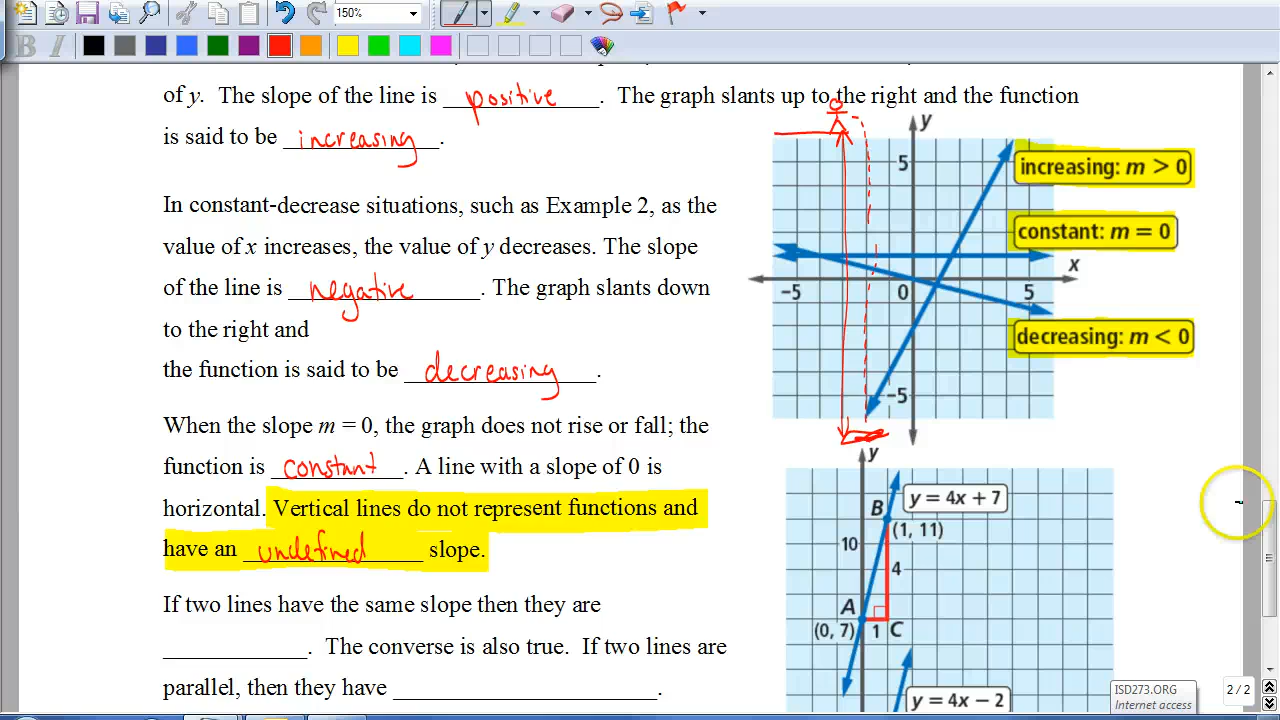 150%
B I
of y. The slope of the line is positive. The graph slants up to the right and the function
is said to be increasing.
In constant-decrease situations, such as Example 2, as the
value of x increases, the value of y decreases. The slope
of the line is negative. The graph slants down
to the right and
the function is said to be decreasing.
When the slope m = 0, the graph does not rise or fall; the
function is constant. A line with a slope of 0 is
horizontal. Vertical lines do not represent functions and
have an undefined slope.
If two lines have the same slope then they are
____________. The converse is also true. If two lines are
parallel, then they have ______________________.
y
5
increasing: m > 0
constant: m = 0
x
-5 0 5
decreasing: m < 0
-5
y
y = 4x + 7
B
(1, 11)
10
4
A
(0, 7) 1 C
y = 4x − 2
ISD273.ORG
Internet access
2 / 2